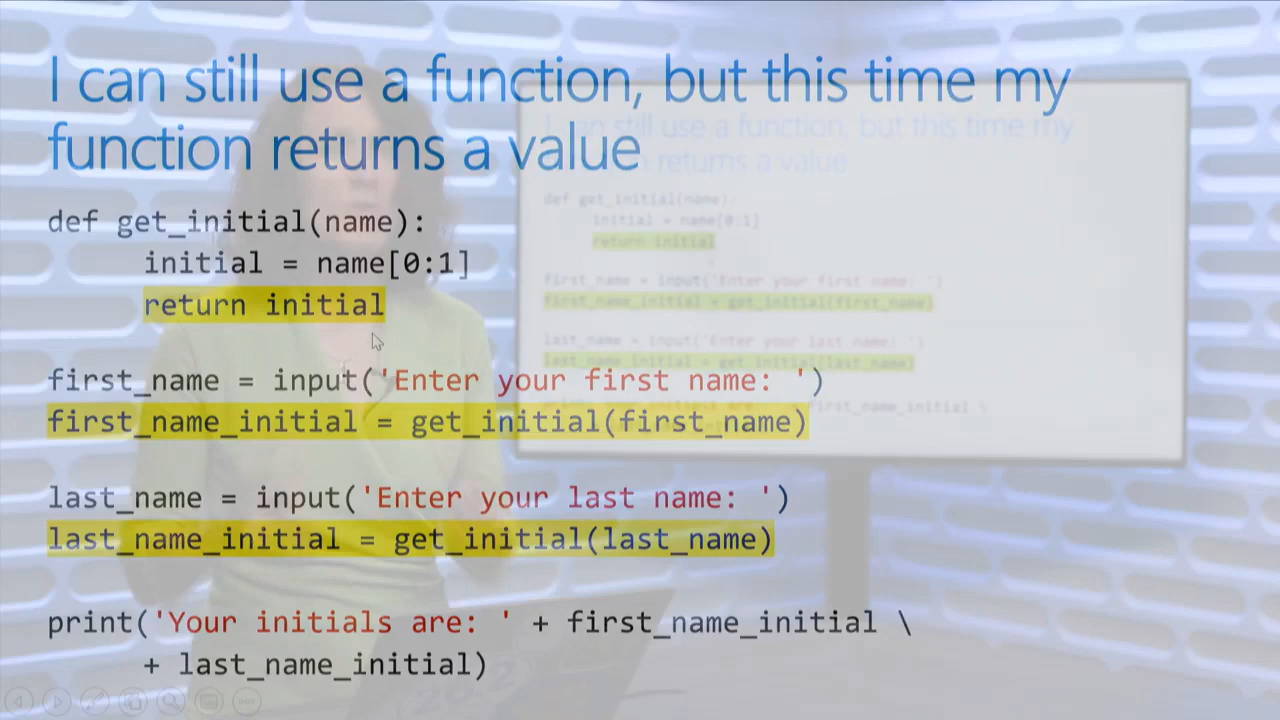 I can still use a function, but this time my
function returns a value
def get_initial(name):
initial = name[0:1]
return initial
first_name = input('Enter your first name: ')
first_name_initial = get_initial(first_name)
last_name = input('Enter your last name: ')
last_name_initial = get_initial(last_name)
print('Your initials are: ' + first_name_initial \
+ last_name_initial)